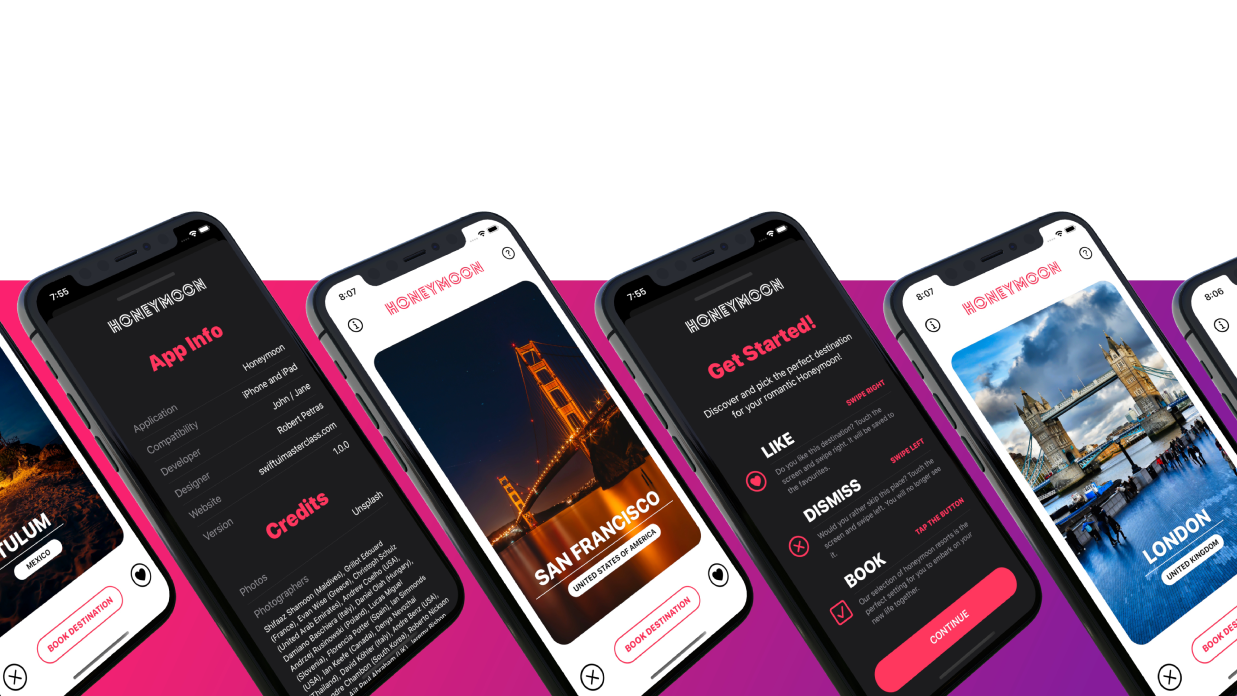 TULUM
MEXICO
BOOK DESTINATION
7:55
HONEYMOON
App Info
Application
Honeymoon
Compatibility
iPhone and iPad
Developer
John / Jane
Designer
Robert Petras
Website
swiftuimasterclass.com
Version
1.0.0
Credits
Photos
Unsplash
Photographers
Shifaaz Shamoon (Maldives), Grillot Edouard
(France), Evan Wise (Greece), Christoph Schulz
(United Arab Emirates), Andrew Coelho (USA),
Damiano Baschiera (Italy), Daniel Olah (Hungary),
Andrzej Rusinowski (Poland), Lucas Miguel
(Slovenia), Florencia Potter (Spain), Ian Simmonds
(USA), Ian Keefe (Canada), Denys Nevozhai
(Thailand), David Köhler (Italy), Andre Benz (USA),
Alexandre Chambon (South Korea), Roberto Nickson
Paul Abraham (UK)
8:07
HONEYMOON
SAN FRANCISCO
UNITED STATES OF AMERICA
BOOK DESTINATION
7:55
HONEYMOON
Get Started!
Discover and pick the perfect destination
for your romantic Honeymoon!
LIKE
SWIPE RIGHT
Do you like this destination? Touch the
screen and swipe right. It will be saved to
the favourites.
DISMISS
SWIPE LEFT
Would you rather skip this place? Touch the
screen and swipe left. You will no longer see
it.
BOOK
TAP THE BUTTON
Our selection of honeymoon resorts is the
perfect setting for you to embark on your
new life together.
CONTINUE
8:07
HONEYMOON
LONDON
UNITED KINGDOM
BOOK DESTINATION
8:06
BOO